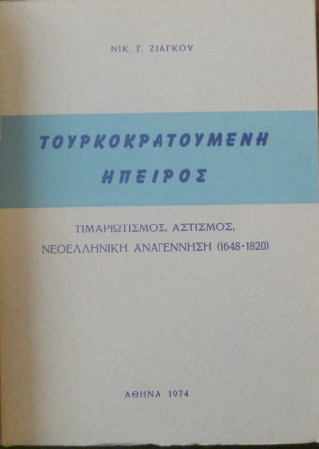 ΝΙΚ. Γ. ΖΙΑΓΚΟΥ
ΤΟΥΡΚΟΚΡΑΤΟΥΜΕΝΗ
ΗΠΕΙΡΟΣ
ΤΙΜΑΡΙΩΤΙΣΜΟΣ, ΑΣΤΙΣΜΟΣ,
ΝΕΟΕΛΛΗΝΙΚΗ ΑΝΑΓΕΝΝΗΣΗ (1648-1820)
ΑΘΗΝΑ 1974